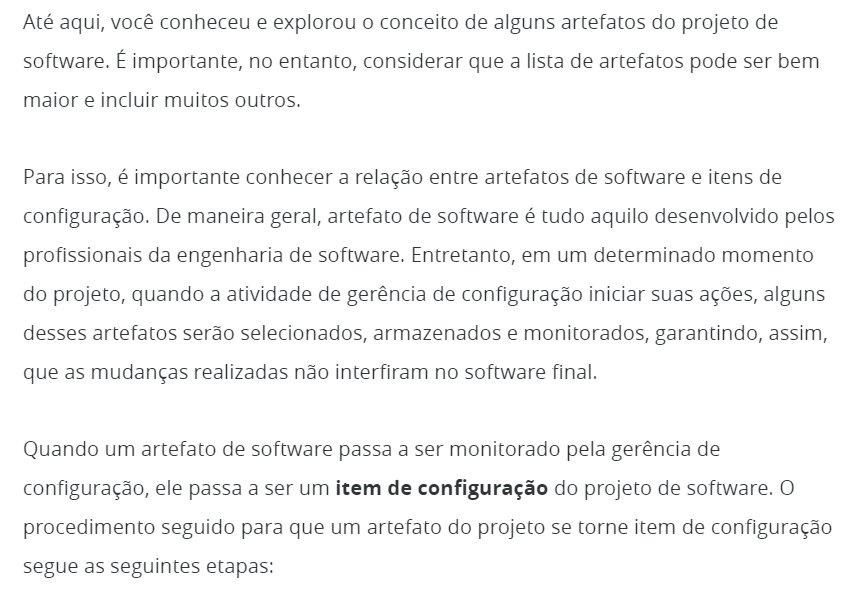 Até aqui, você conheceu e explorou o conceito de alguns artefatos do projeto de
software. É importante, no entanto, considerar que a lista de artefatos pode ser bem
maior e incluir muitos outros.
Para isso, é importante conhecer a relação entre artefatos de software e itens de
configuração. De maneira geral, artefato de software é tudo aquilo desenvolvido pelos
profissionais da engenharia de software. Entretanto, em um determinado momento
do projeto, quando a atividade de gerência de configuração iniciar suas ações, alguns
desses artefatos serão selecionados, armazenados e monitorados, garantindo, assim,
que as mudanças realizadas não interfiram no software final.
Quando um artefato de software passa a ser monitorado pela gerência de
configuração, ele passa a ser um item de configuração do projeto de software. O
procedimento seguido para que um artefato do projeto se torne item de configuração
segue as seguintes etapas: